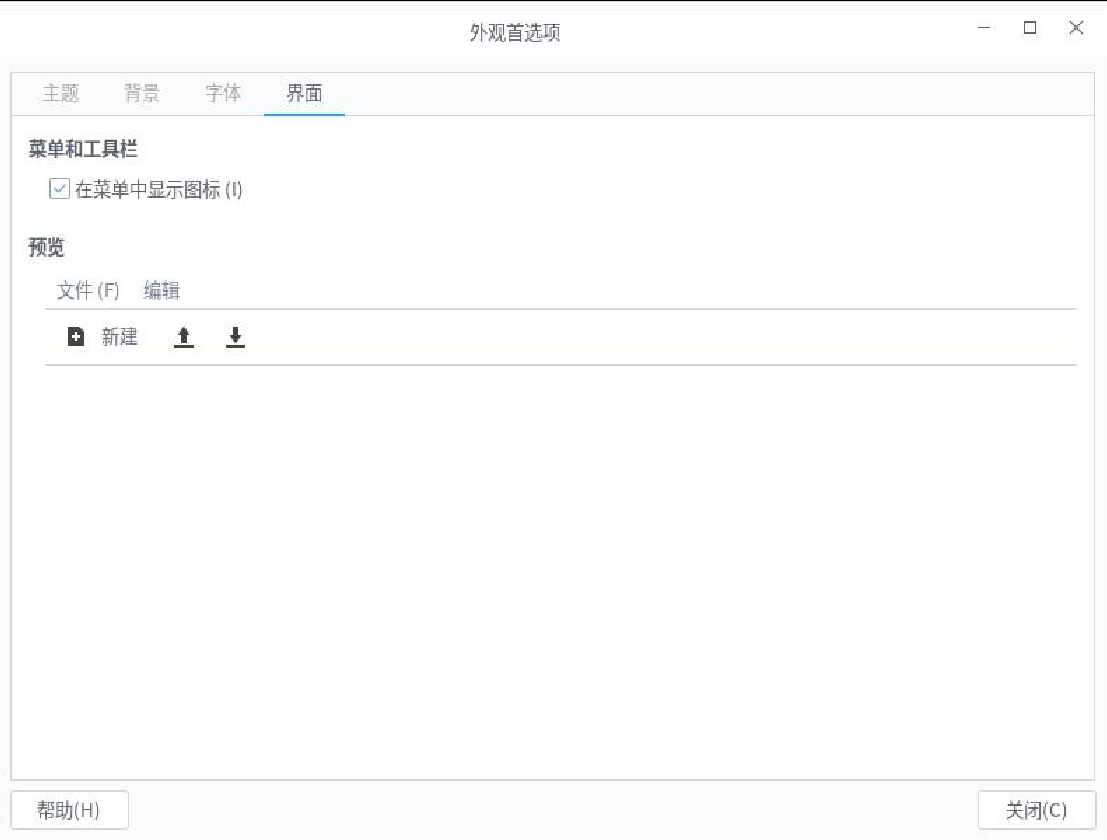 外观首选项
主题 背景 字体 界面
菜单和工具栏
在菜单中显示图标 (I)
预览
文件 (F) 编辑
新建
帮助(H) 关闭(C)